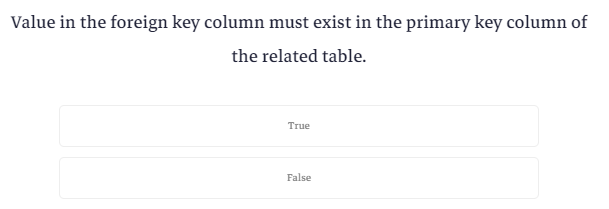 Value in the foreign key column must exist in the primary key column of
the related table.
True
False